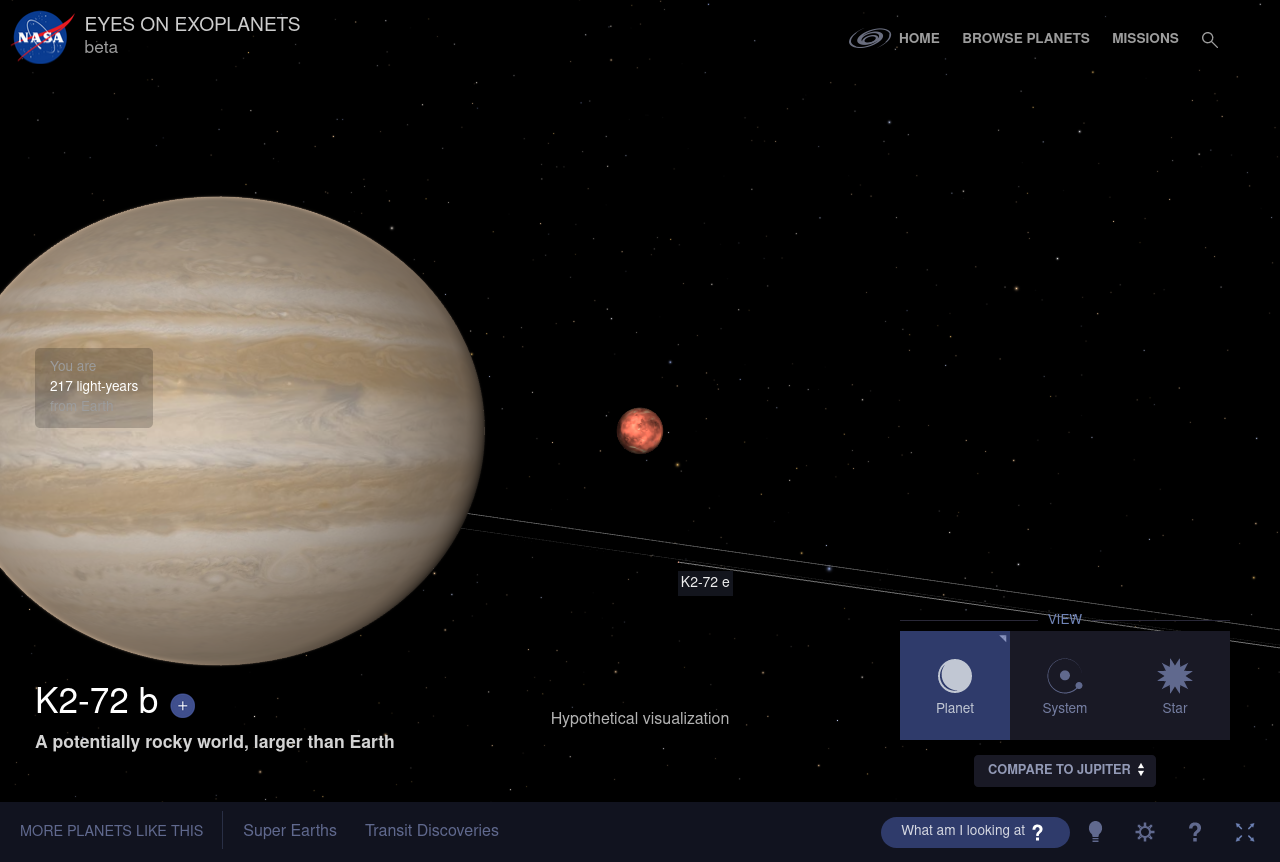 NASA
EYES ON EXOPLANETS
beta
HOME
BROWSE PLANETS
MISSIONS
You are
217 light-years
from Earth
K2-72 e
VIEW
Planet
System
Star
K2-72 b +
A potentially rocky world, larger than Earth
Hypothetical visualization
COMPARE TO JUPITER
MORE PLANETS LIKE THIS
Super Earths
Transit Discoveries
What am I looking at ?
?